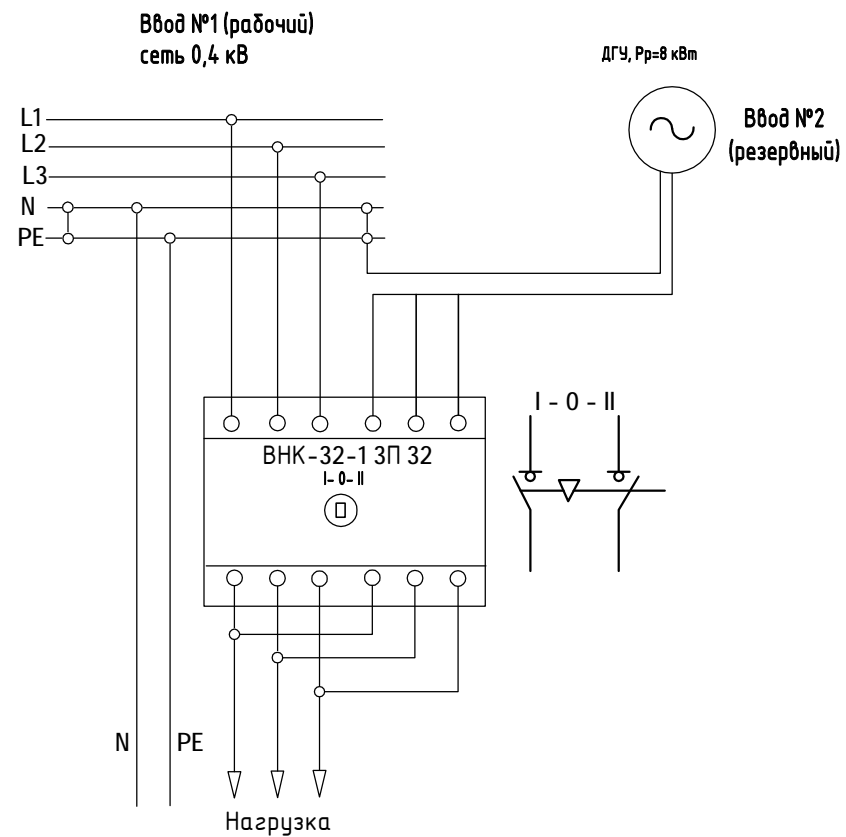 Ввод №1 (рабочий)
сеть 0,4 кВ
ДГУ, Рр=8 кВт
Ввод №2
(резервный)
L1
L2
L3
N
PE
I - 0 - II
ВНК-32-1 3П 32
I- 0- II
N
PE
Нагрузка